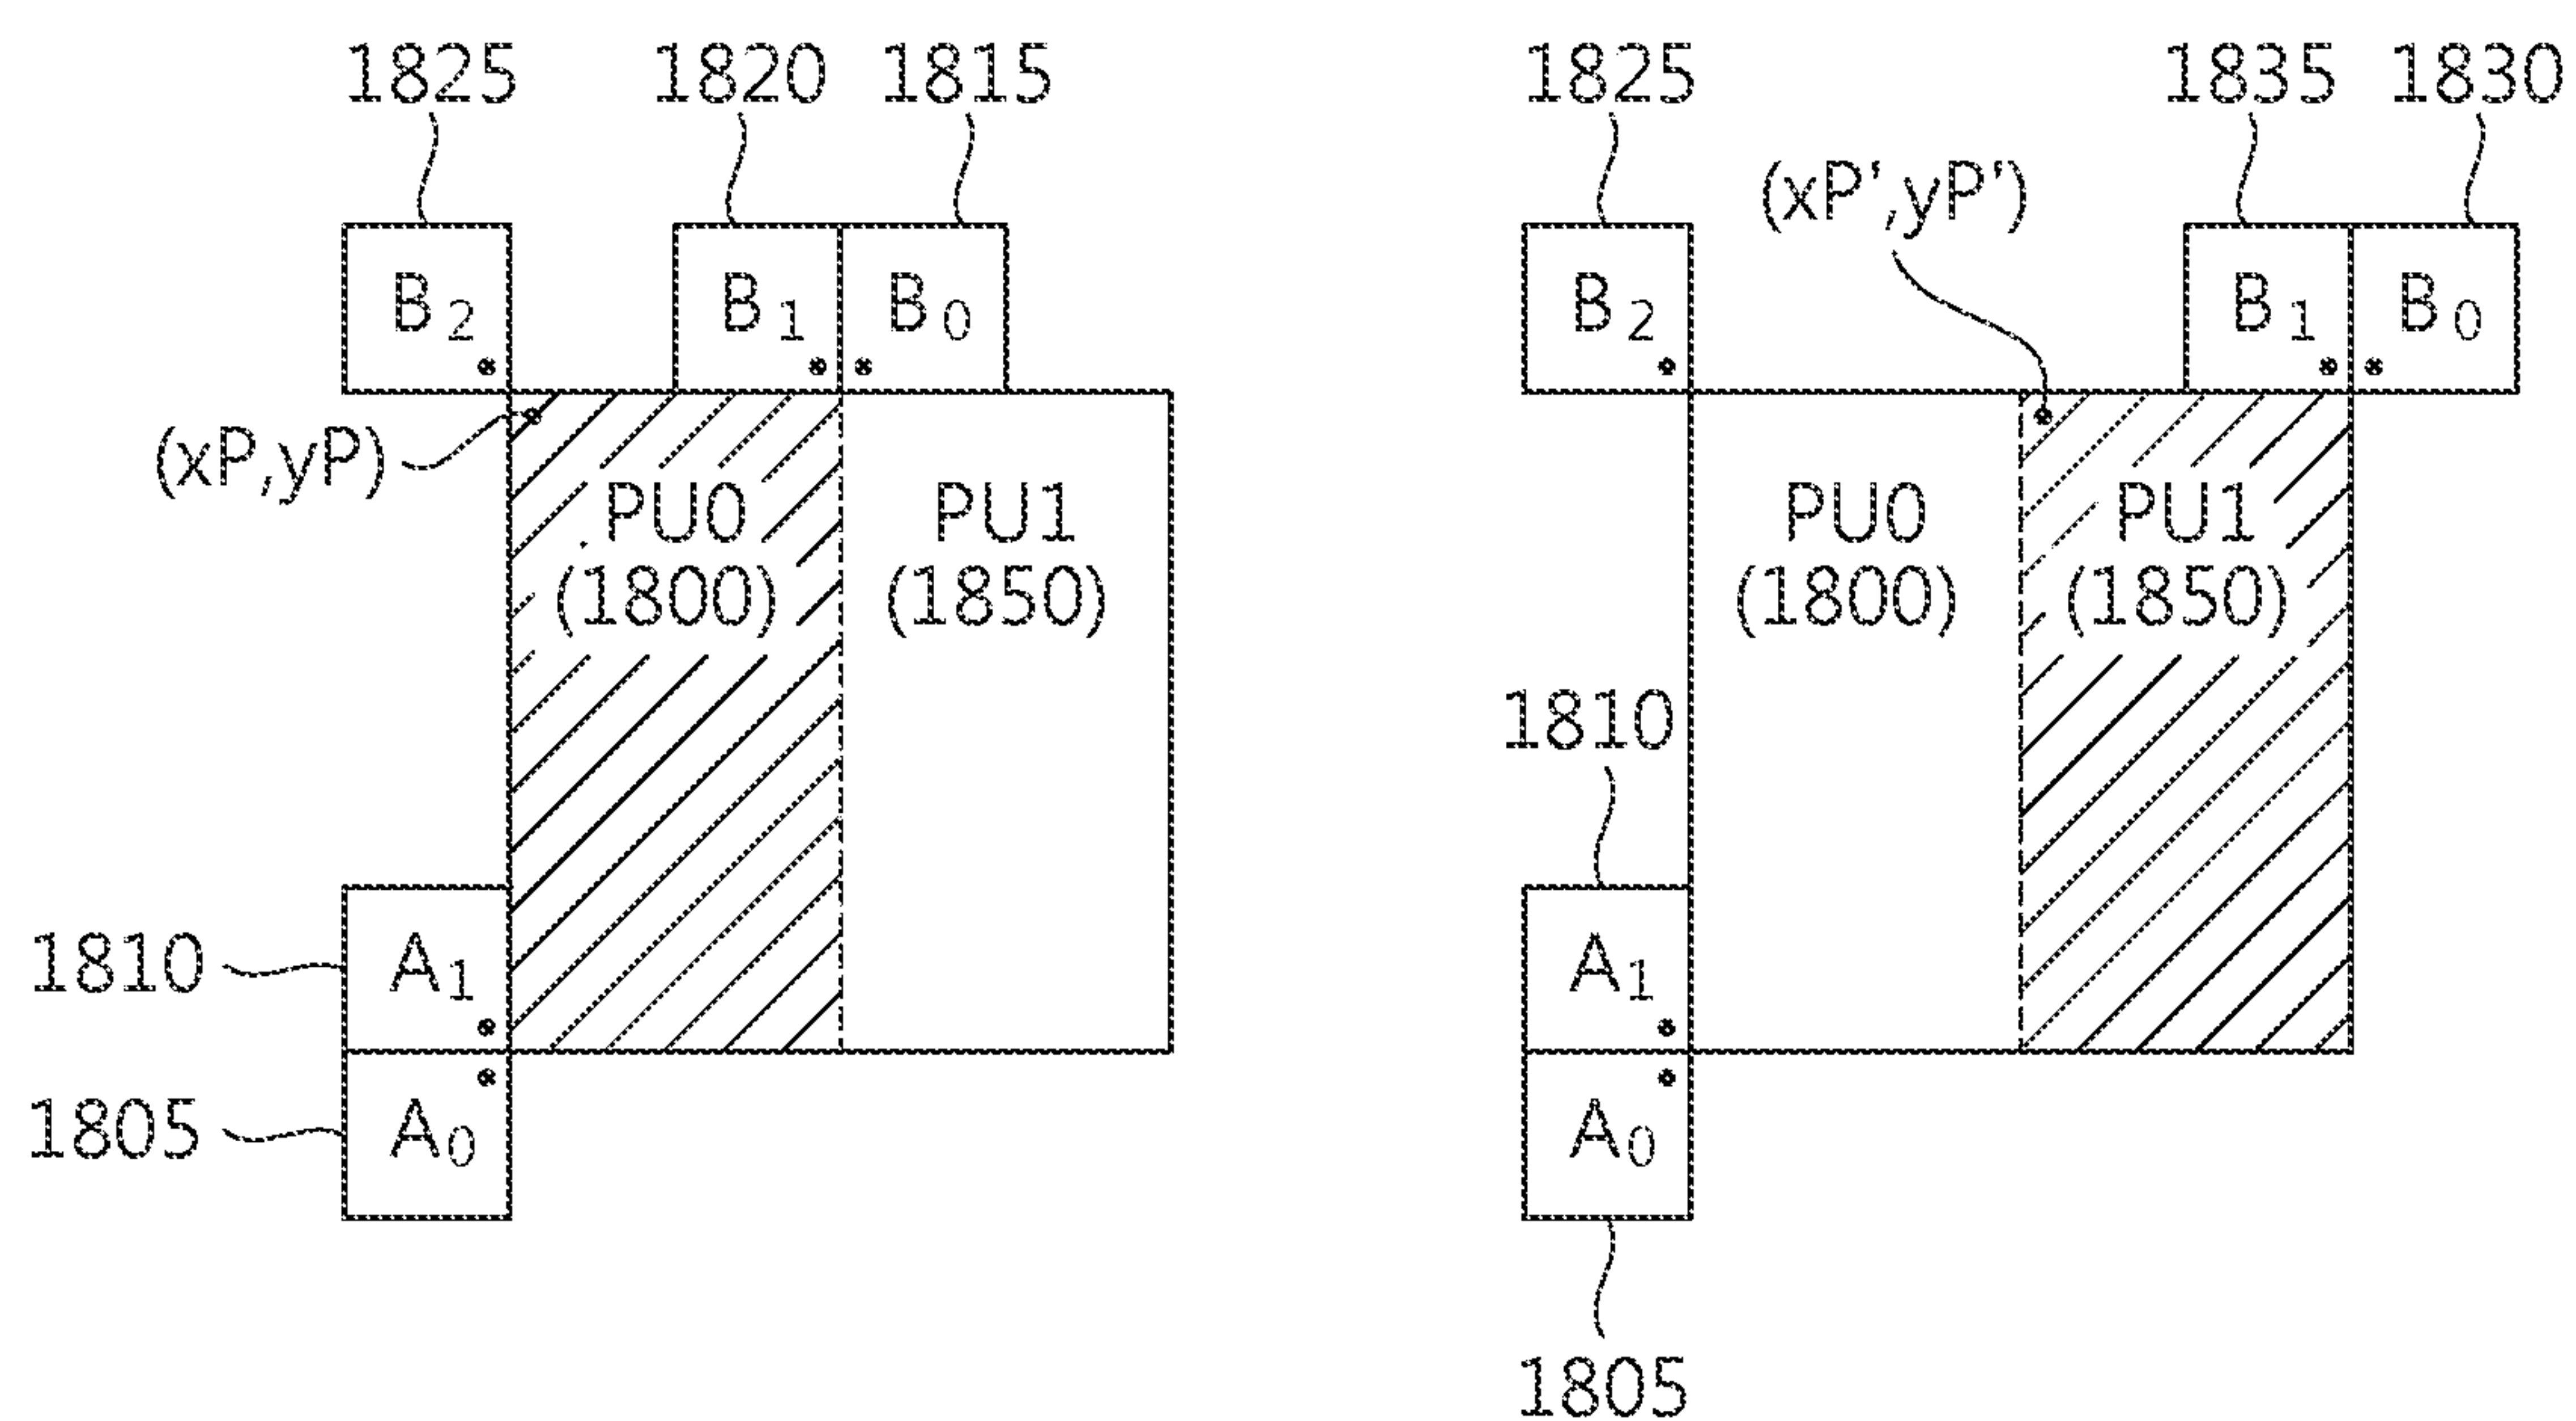 1825 1820 1815
B2 B1 B0
(xP,yP)
PU0 (1800)
PU1 (1850)
1810 A1
1805 A0
1825 1835 1830
(xP',yP')
B2 B1 B0
PU0 (1800)
PU1 (1850)
1810
A1
A0
1805